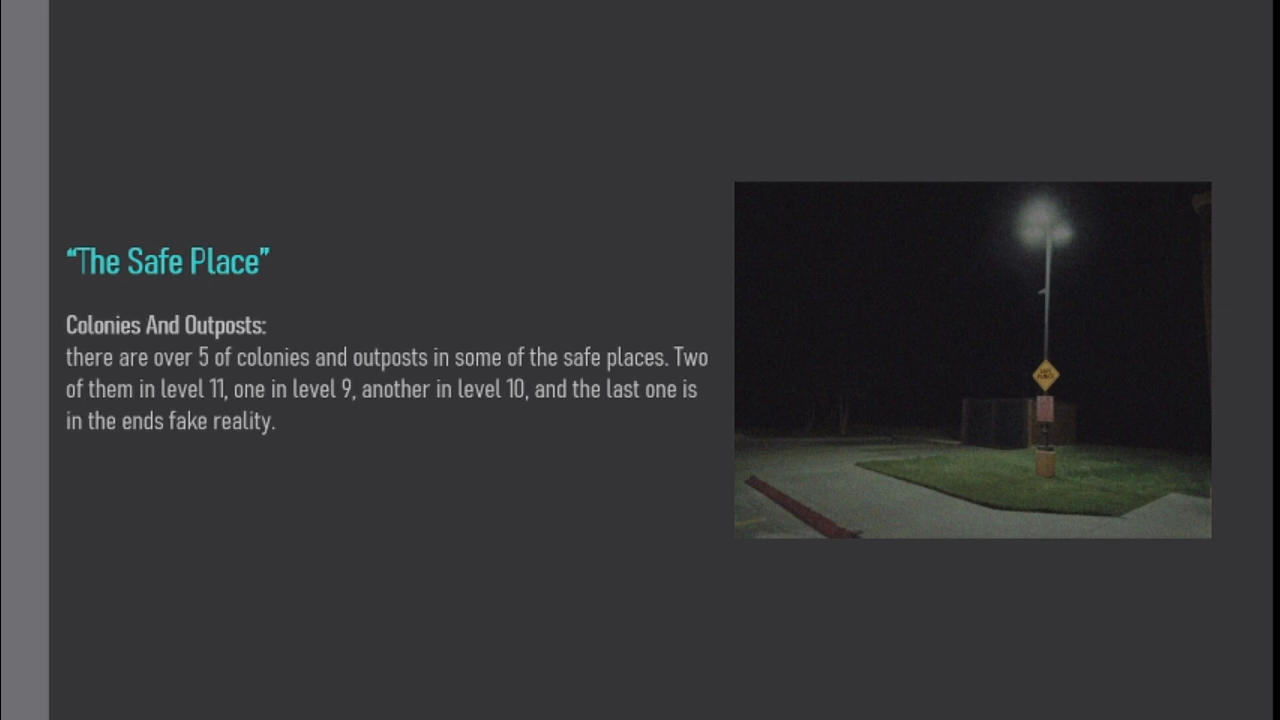 “The Safe Place”
Colonies And Outposts:
there are over 5 of colonies and outposts in some of the safe places. Two
of them in level 11, one in level 9, another in level 10, and the last one is
in the ends fake reality.
SAFE
PLACE